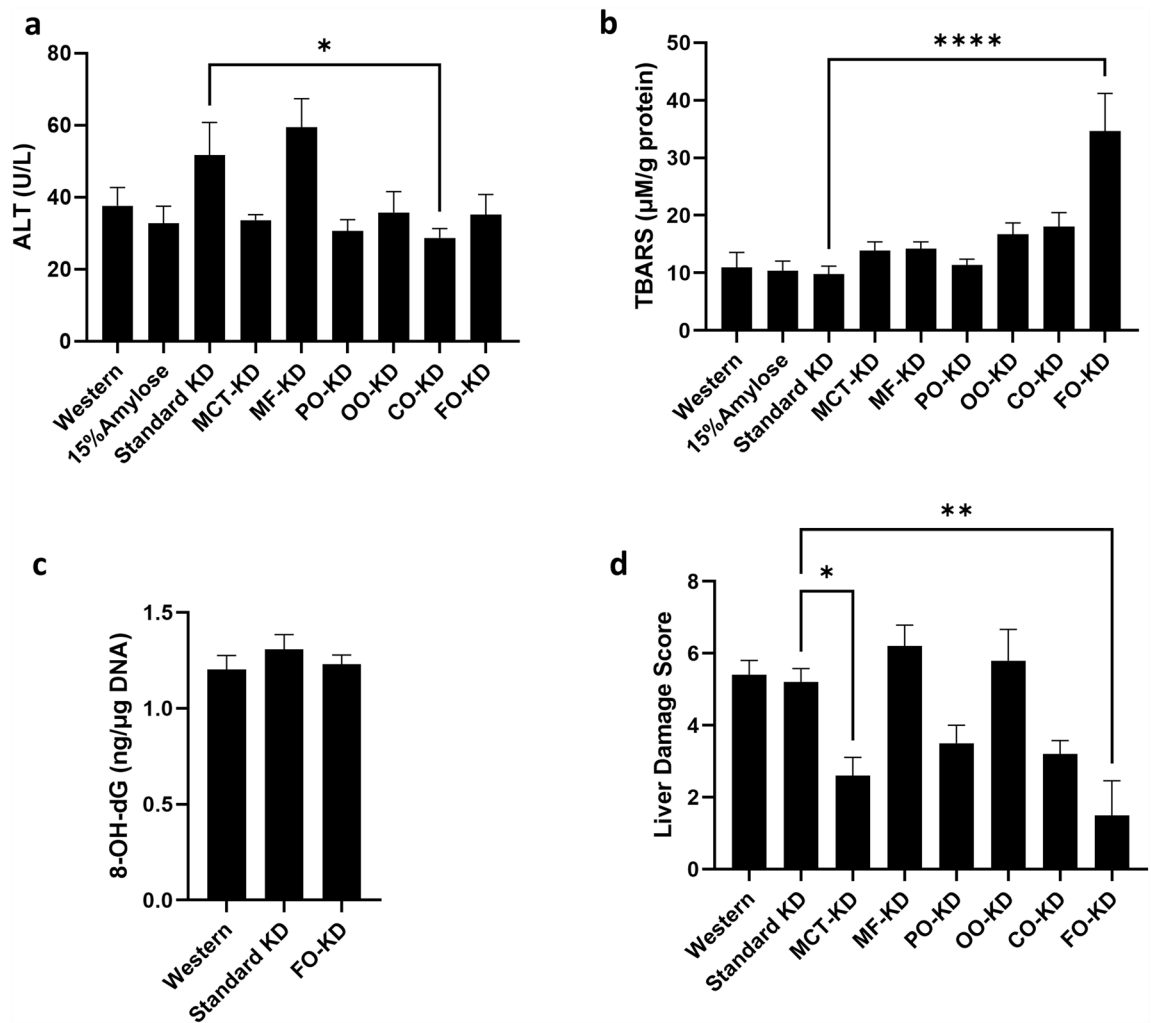 a
*
ALT (U/L)
80
60
40
20
0
Western
15%Amylose
Standard KD
MCT-KD
MF-KD
PO-KD
OO-KD
CO-KD
FO-KD
b
****
TBARS (µM/g protein)
50
40
30
20
10
0
Western
15%Amylose
Standard KD
MCT-KD
MF-KD
PO-KD
OO-KD
CO-KD
FO-KD
c
8-OH-dG (ng/µg DNA)
1.5
1.0
0.5
0.0
Western
Standard KD
FO-KD
d
**
*
Liver Damage Score
8
6
4
2
0
Western
Standard KD
MCT-KD
MF-KD
PO-KD
OO-KD
CO-KD
FO-KD